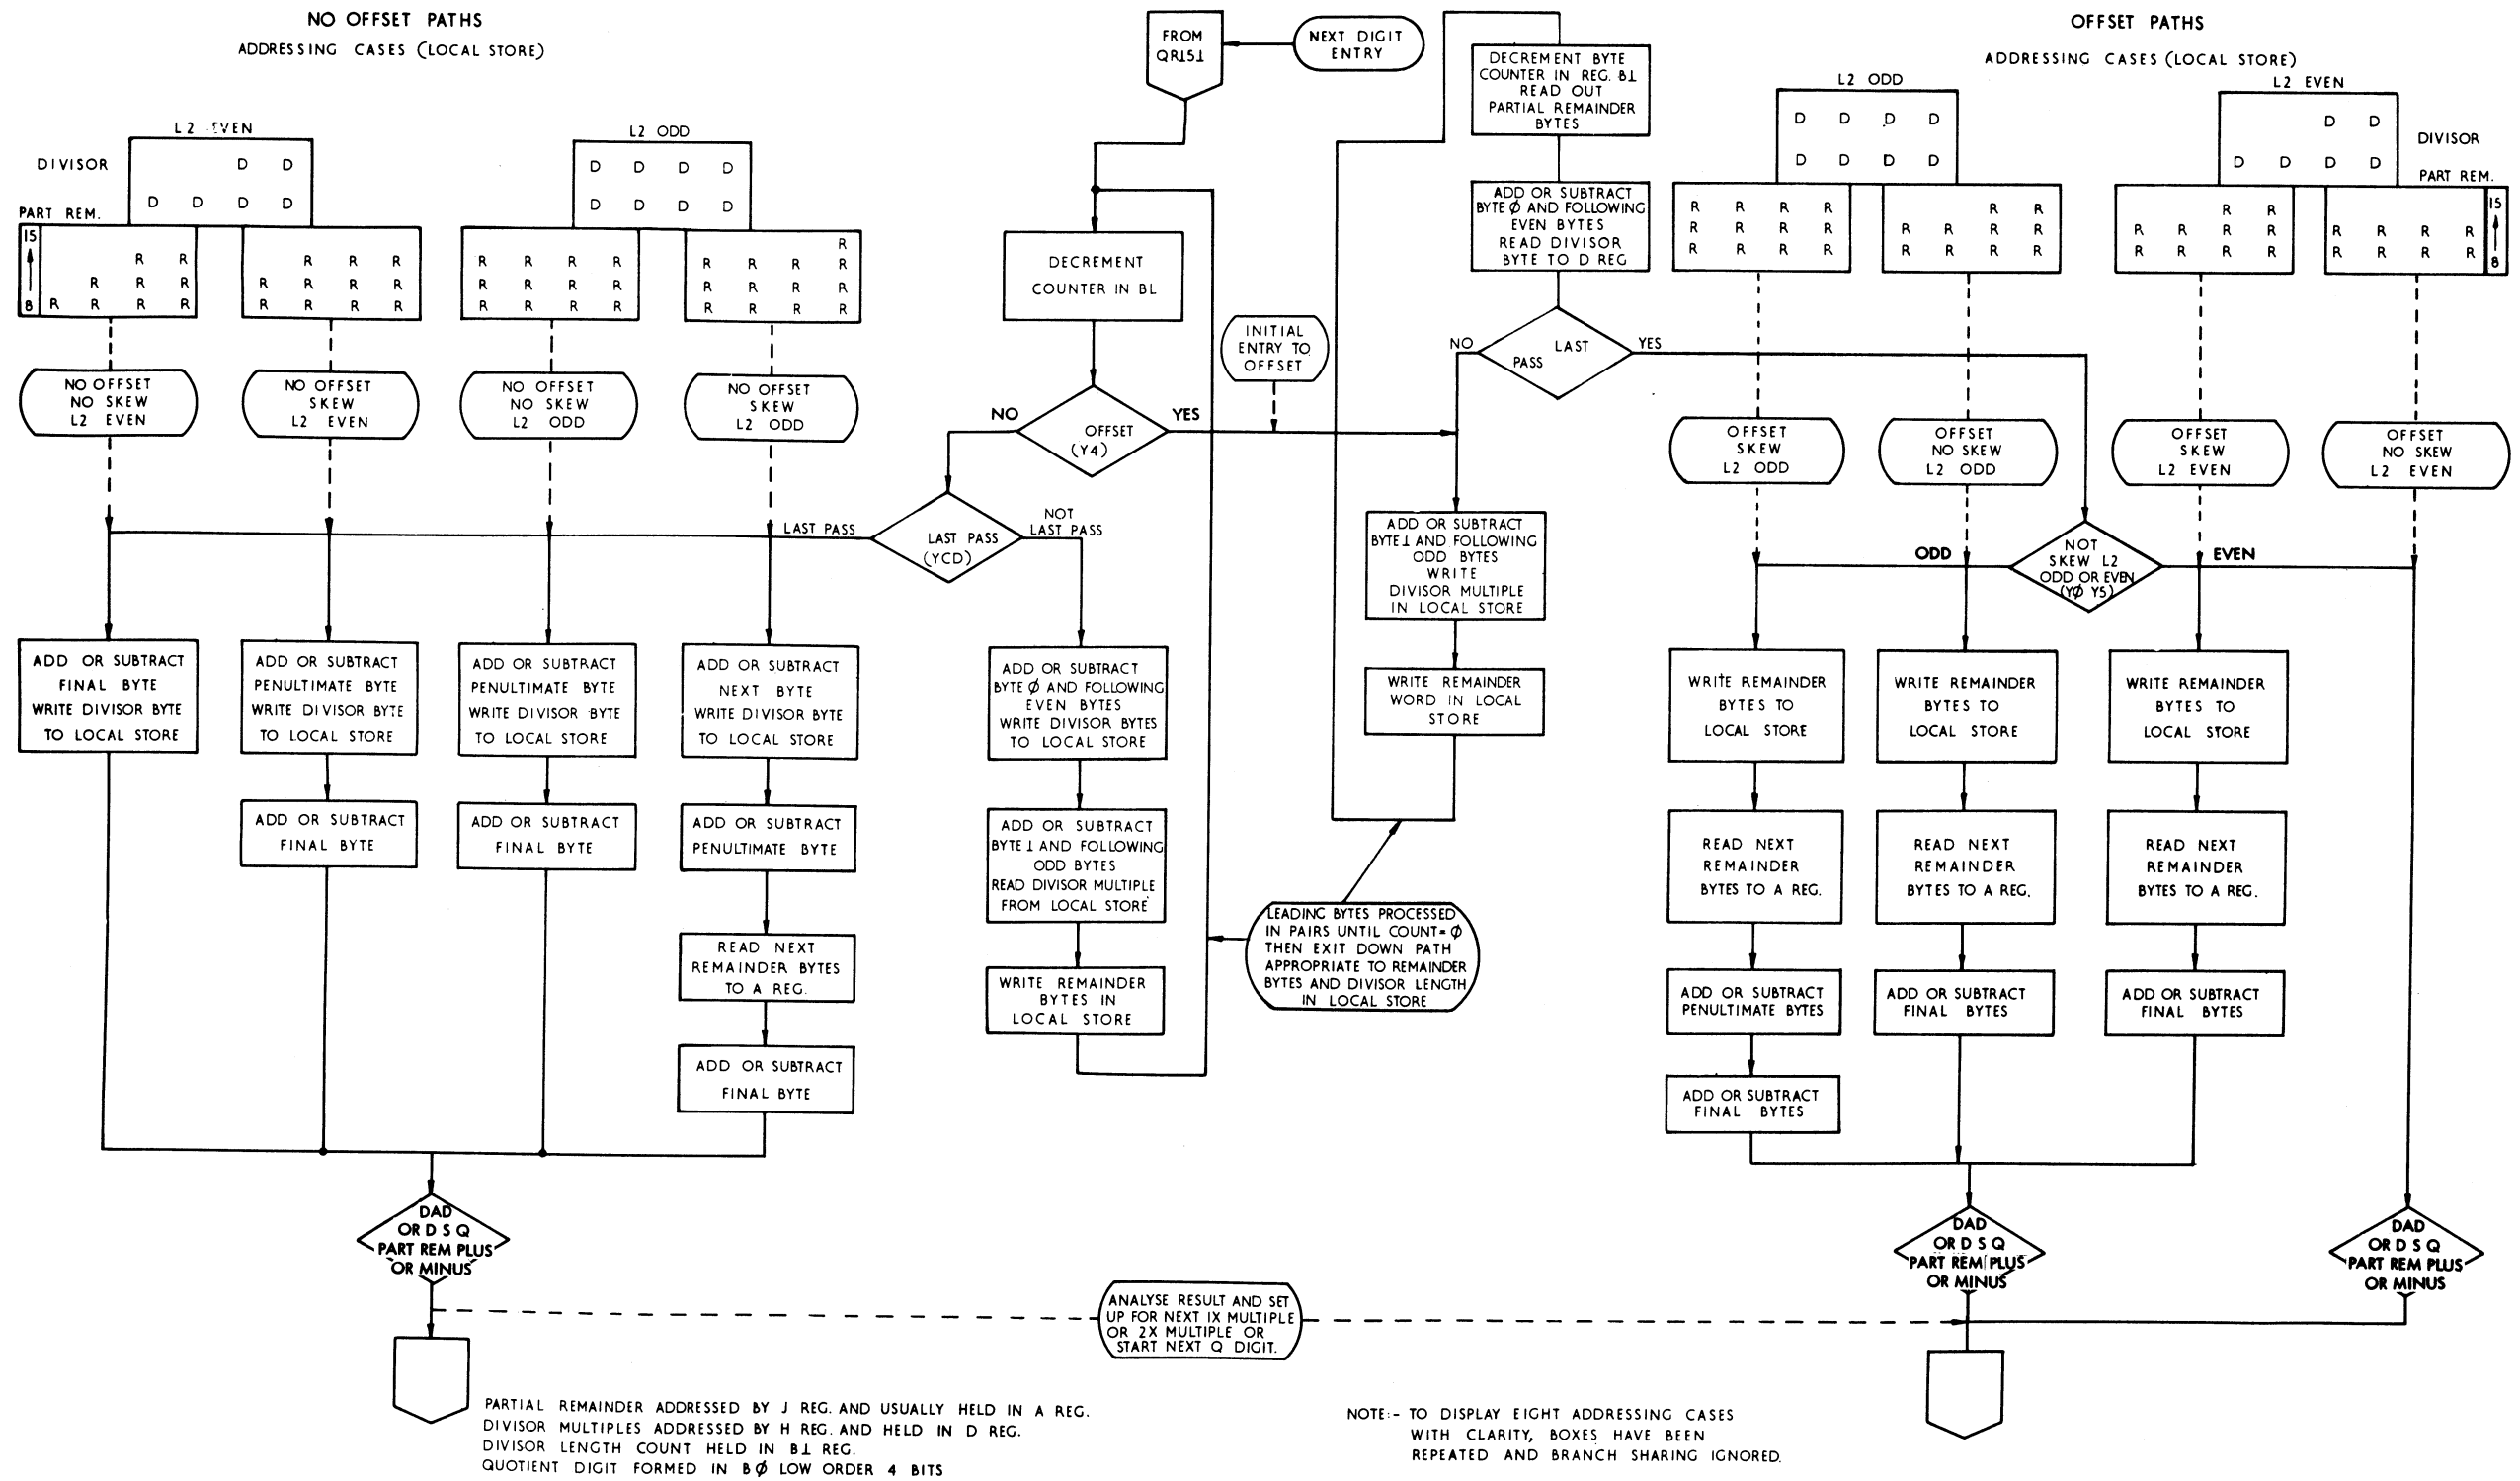 NO OFFSET PATHS
ADDRESSING CASES (LOCAL STORE)
L2 EVEN
DIVISOR
D D
D D D D
PART REM.
15
8
R R
R R R
R R R R
R R R
R R R R
R R R R
L2 ODD
D D D D
D D D D
R R R R
R R R R
R R R R
R
R R R R
R R R R
R R R R
NO OFFSET
NO SKEW
L2 EVEN
NO OFFSET
SKEW
L2 EVEN
NO OFFSET
NO SKEW
L2 ODD
NO OFFSET
SKEW
L2 ODD
FROM
QR151
NEXT DIGIT
ENTRY
DECREMENT
COUNTER IN BL
OFFSET
(Y4)
NO
YES
INITIAL
ENTRY TO
OFFSET
LAST PASS
(YCD)
LAST PASS
NOT
LAST PASS
DECREMENT BYTE
COUNTER IN REG. B1
READ OUT
PARTIAL REMAINDER
BYTES
ADD OR SUBTRACT
BYTE Ø AND FOLLOWING
EVEN BYTES
READ DIVISOR
BYTE TO D REG
LAST
PASS
NO
YES
OFFSET PATHS
ADDRESSING CASES (LOCAL STORE)
L2 ODD
D D D D
D D D D
R R R R
R R R R
R R R R
R R
R R R R
R R R R
L2 EVEN
D D
D D D D
DIVISOR
PART REM.
R R
R R R R
R R R R
R R R R
R R R R
15
8
OFFSET
SKEW
L2 ODD
OFFSET
NO SKEW
L2 ODD
OFFSET
SKEW
L2 EVEN
OFFSET
NO SKEW
L2 EVEN
NOT
SKEW L2
ODD OR EVEN
(YØ Y5)
ODD
EVEN
ADD OR SUBTRACT
FINAL BYTE
WRITE DIVISOR BYTE
TO LOCAL STORE
ADD OR SUBTRACT
PENULTIMATE BYTE
WRITE DIVISOR BYTE
TO LOCAL STORE
ADD OR SUBTRACT
FINAL BYTE
ADD OR SUBTRACT
PENULTIMATE BYTE
WRITE DIVISOR BYTE
TO LOCAL STORE
ADD OR SUBTRACT
FINAL BYTE
ADD OR SUBTRACT
NEXT BYTE
WRITE DIVISOR BYTE
TO LOCAL STORE
ADD OR SUBTRACT
PENULTIMATE BYTE
READ NEXT
REMAINDER BYTES
TO A REG.
ADD OR SUBTRACT
FINAL BYTE
ADD OR SUBTRACT
BYTE Ø AND FOLLOWING
EVEN BYTES
WRITE DIVISOR BYTES
TO LOCAL STORE
ADD OR SUBTRACT
BYTE 1 AND FOLLOWING
ODD BYTES
READ DIVISOR MULTIPLE
FROM LOCAL STORE
WRITE REMAINDER
BYTES IN
LOCAL STORE
ADD OR SUBTRACT
BYTE 1 AND FOLLOWING
ODD BYTES
WRITE
DIVISOR MULTIPLE
IN LOCAL STORE
WRITE REMAINDER
WORD IN LOCAL
STORE
LEADING BYTES PROCESSED
IN PAIRS UNTIL COUNT=Ø
THEN EXIT DOWN PATH
APPROPRIATE TO REMAINDER
BYTES AND DIVISOR LENGTH
IN LOCAL STORE
WRITE REMAINDER
BYTES TO
LOCAL STORE
READ NEXT
REMAINDER
BYTES TO A REG.
ADD OR SUBTRACT
PENULTIMATE BYTES
ADD OR SUBTRACT
FINAL BYTES
WRITE REMAINDER
BYTES TO
LOCAL STORE
READ NEXT
REMAINDER
BYTES TO A REG.
ADD OR SUBTRACT
FINAL BYTES
WRITE REMAINDER
BYTES TO
LOCAL STORE
READ NEXT
REMAINDER
BYTES TO A REG.
ADD OR SUBTRACT
FINAL BYTES
DAD
OR D S Q
PART REM PLUS
OR MINUS
DAD
OR D S Q
PART REM PLUS
OR MINUS
DAD
OR D S Q
PART REM PLUS
OR MINUS
ANALYSE RESULT AND SET
UP FOR NEXT 1X MULTIPLE
OR 2X MULTIPLE OR
START NEXT Q DIGIT.
PARTIAL REMAINDER ADDRESSED BY J REG. AND USUALLY HELD IN A REG.
DIVISOR MULTIPLES ADDRESSED BY H REG. AND HELD IN D REG.
DIVISOR LENGTH COUNT HELD IN B1 REG.
QUOTIENT DIGIT FORMED IN BØ LOW ORDER 4 BITS
NOTE:- TO DISPLAY EIGHT ADDRESSING CASES
WITH CLARITY, BOXES HAVE BEEN
REPEATED AND BRANCH SHARING IGNORED.